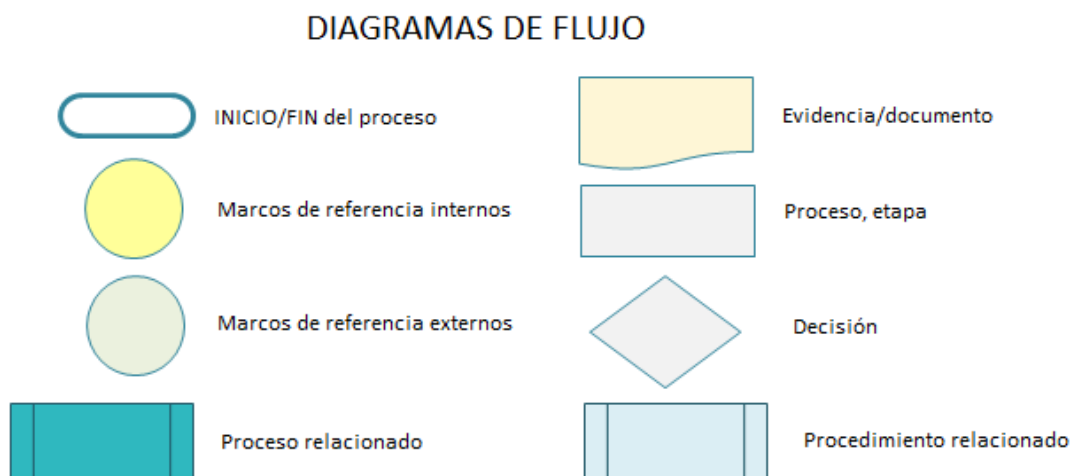 DIAGRAMAS DE FLUJO
INICIO/FIN del proceso
Evidencia/documento
Marcos de referencia internos
Proceso, etapa
Marcos de referencia externos
Decisión
Proceso relacionado
Procedimiento relacionado